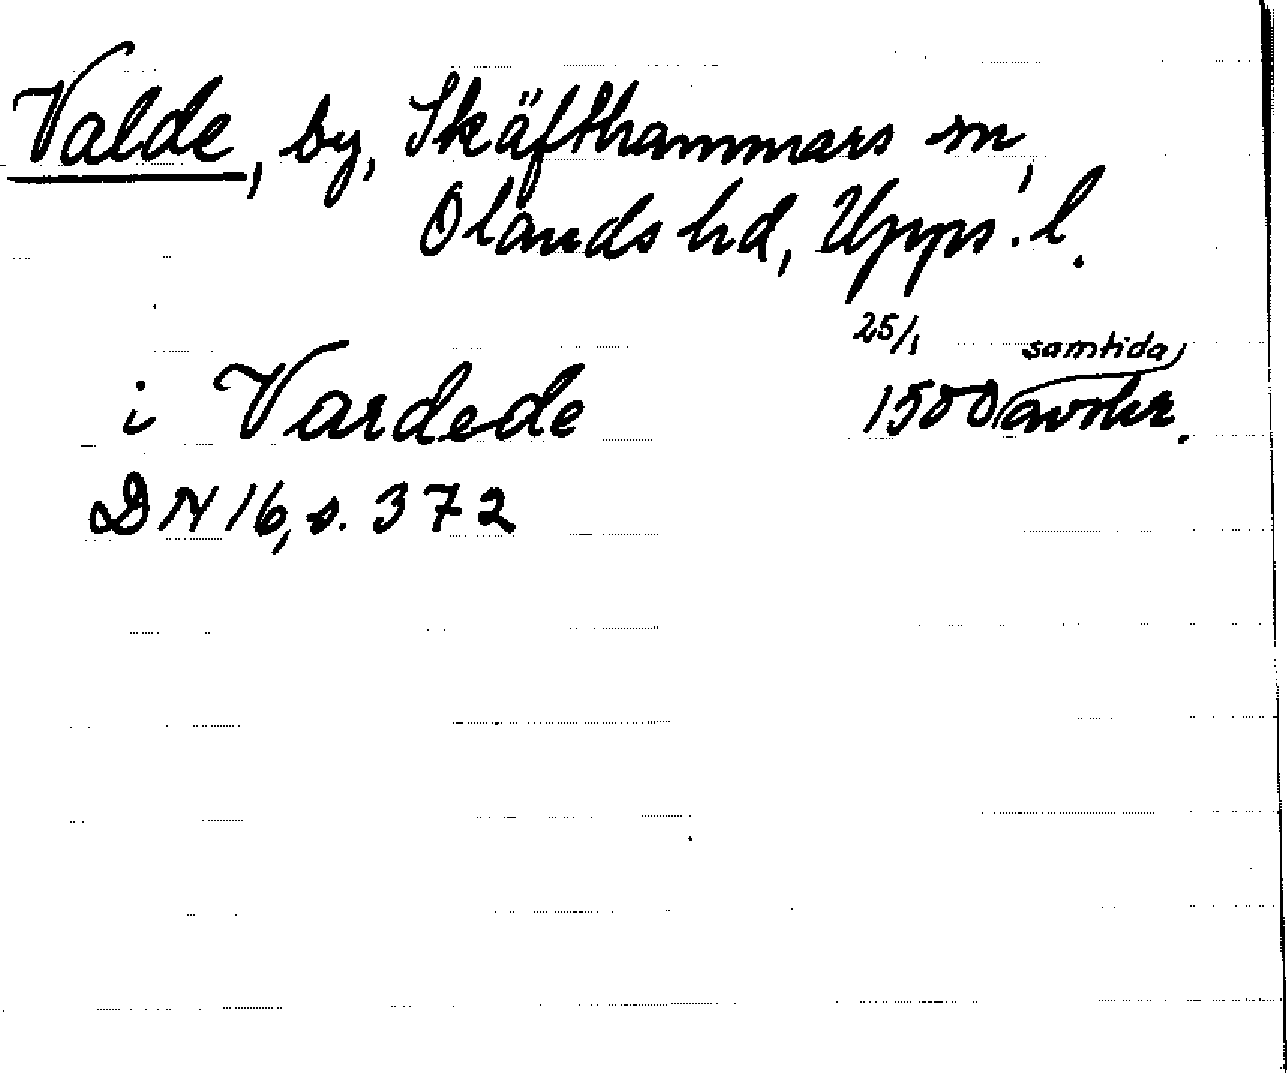 Valde, by, Skäfthammars sn,
Olands hd, Upps. l.
25/1
samtida
i Vardede 1500 avskr.
DN 16, s. 372